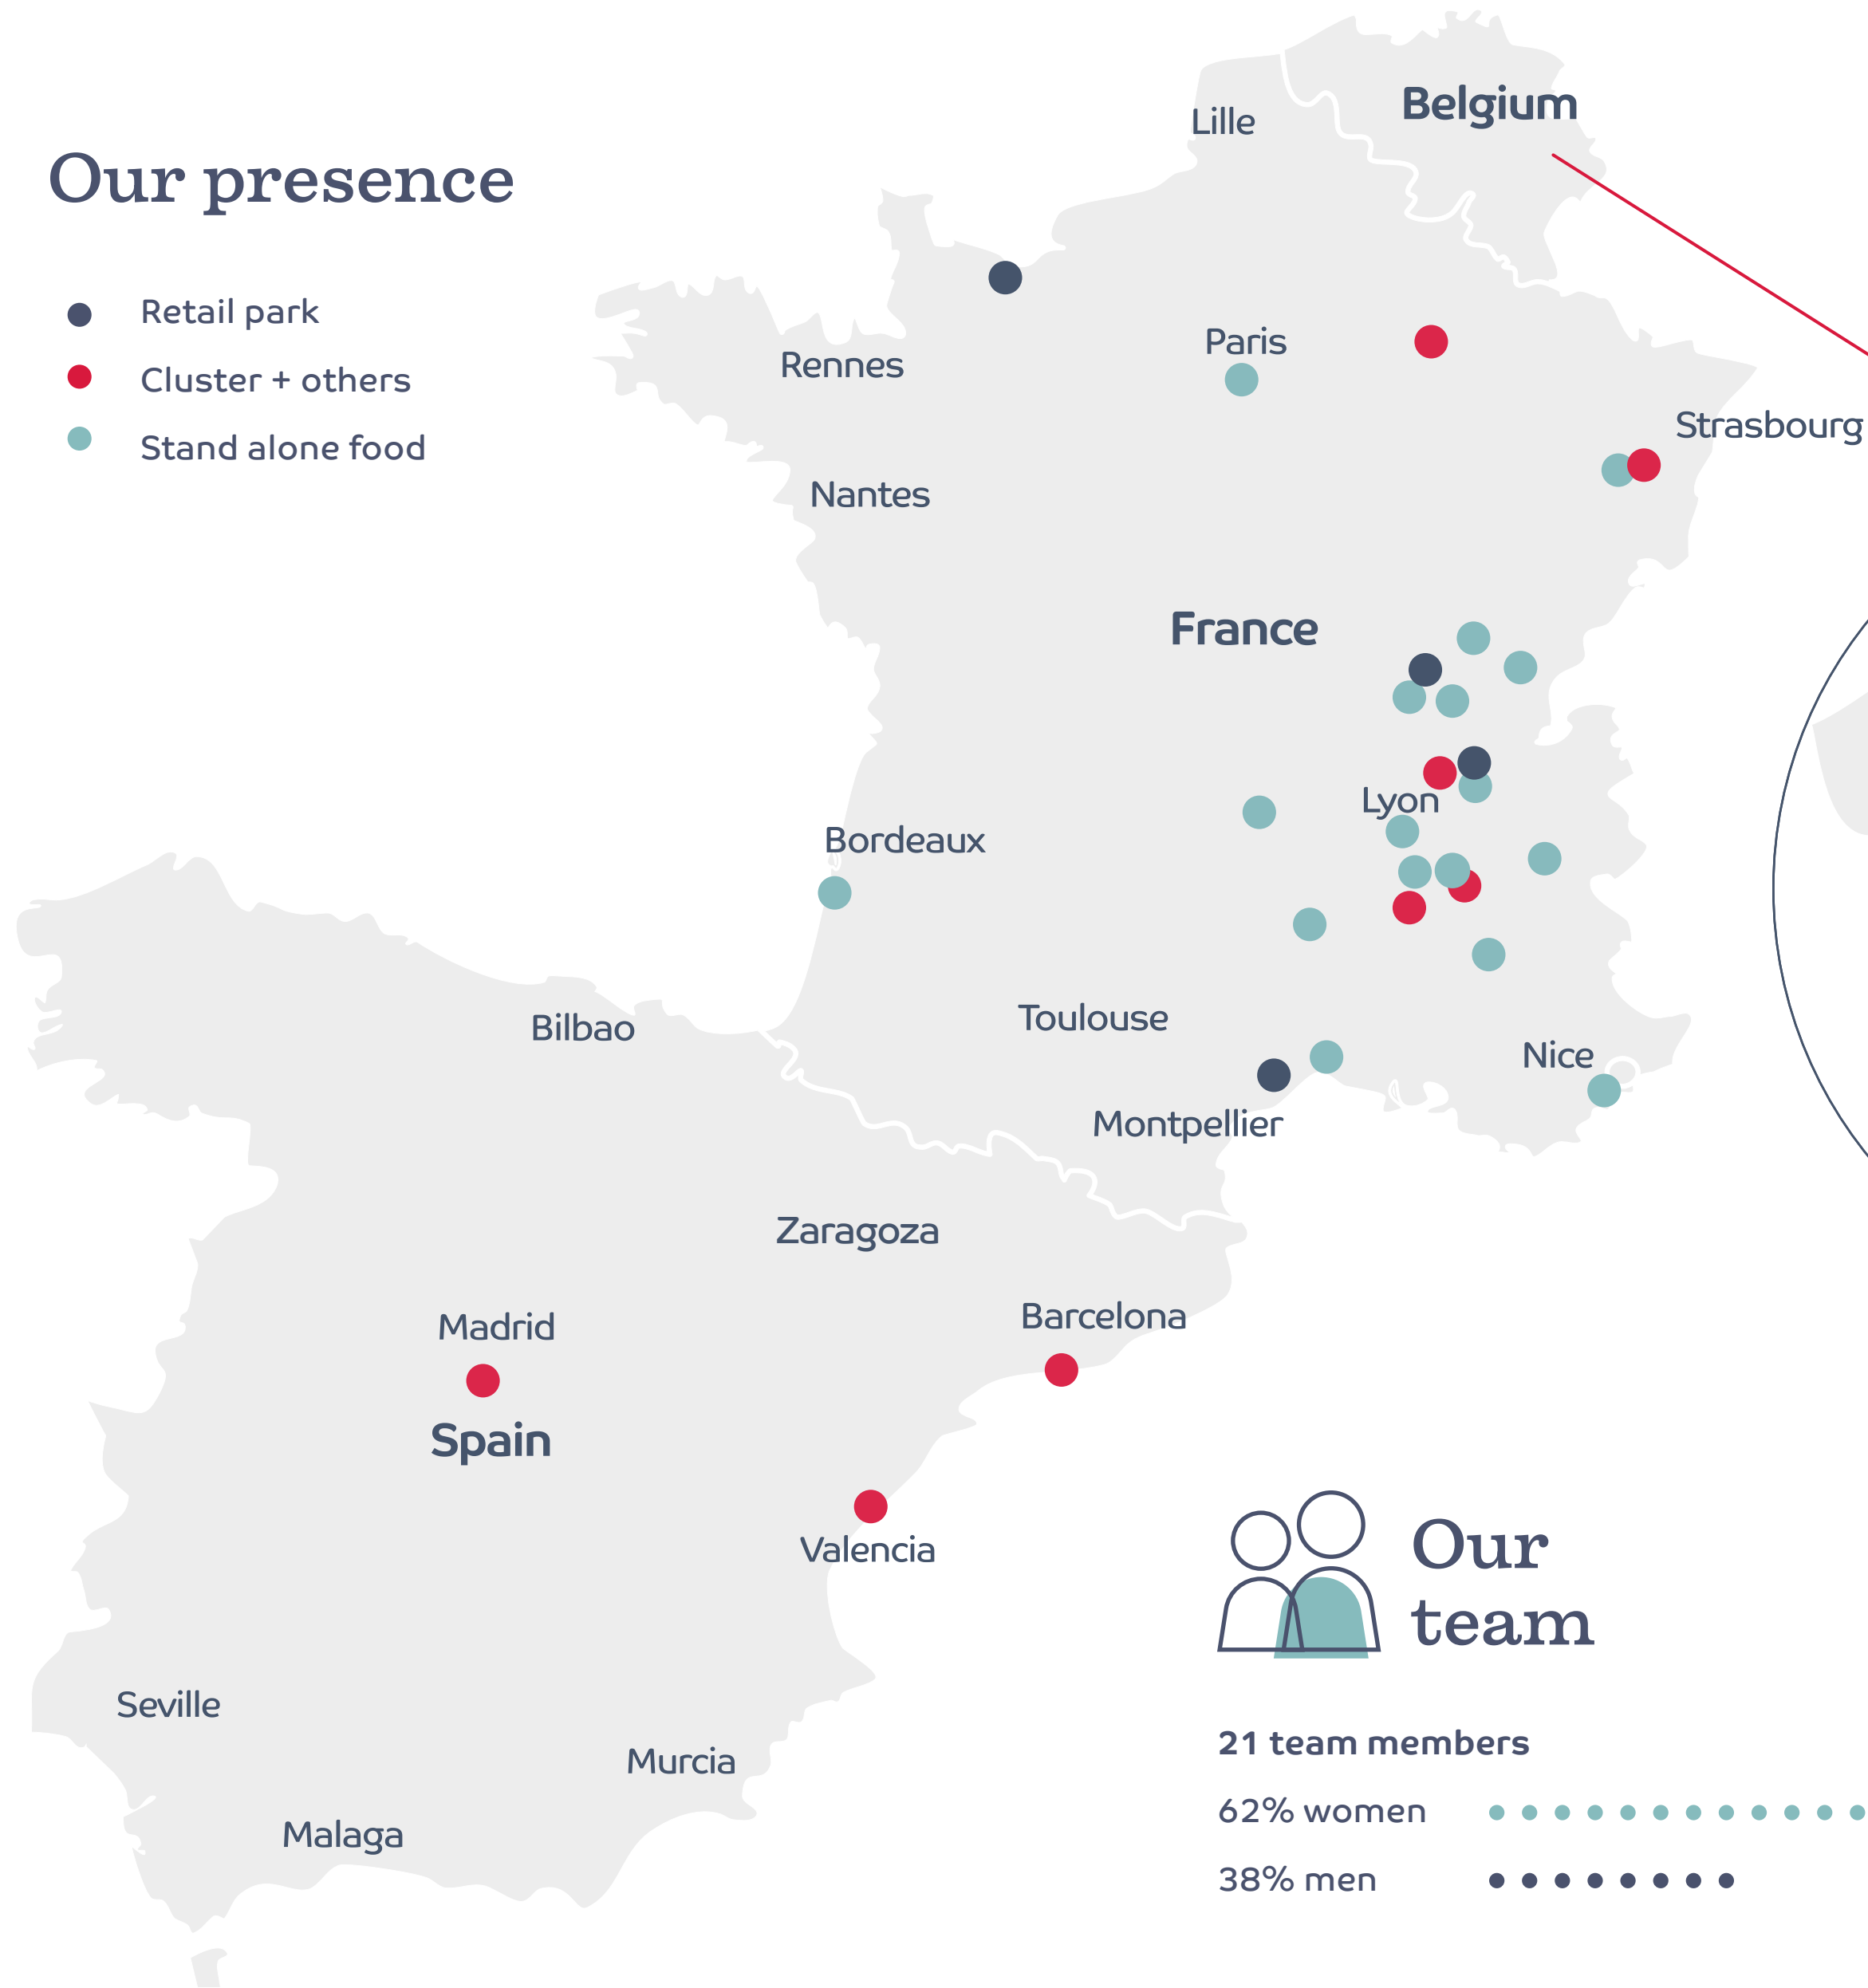 Our presence
Retail park
Cluster + others
Stand alone food
Belgium
Lille
Paris
Rennes
Strasbourg
Nantes
France
Lyon
Bordeaux
Toulouse
Bilbao
Nice
Montpellier
Zaragoza
Barcelona
Madrid
Spain
Valencia
Seville
Murcia
Malaga
Our
team
21 team members
62% women
38% men